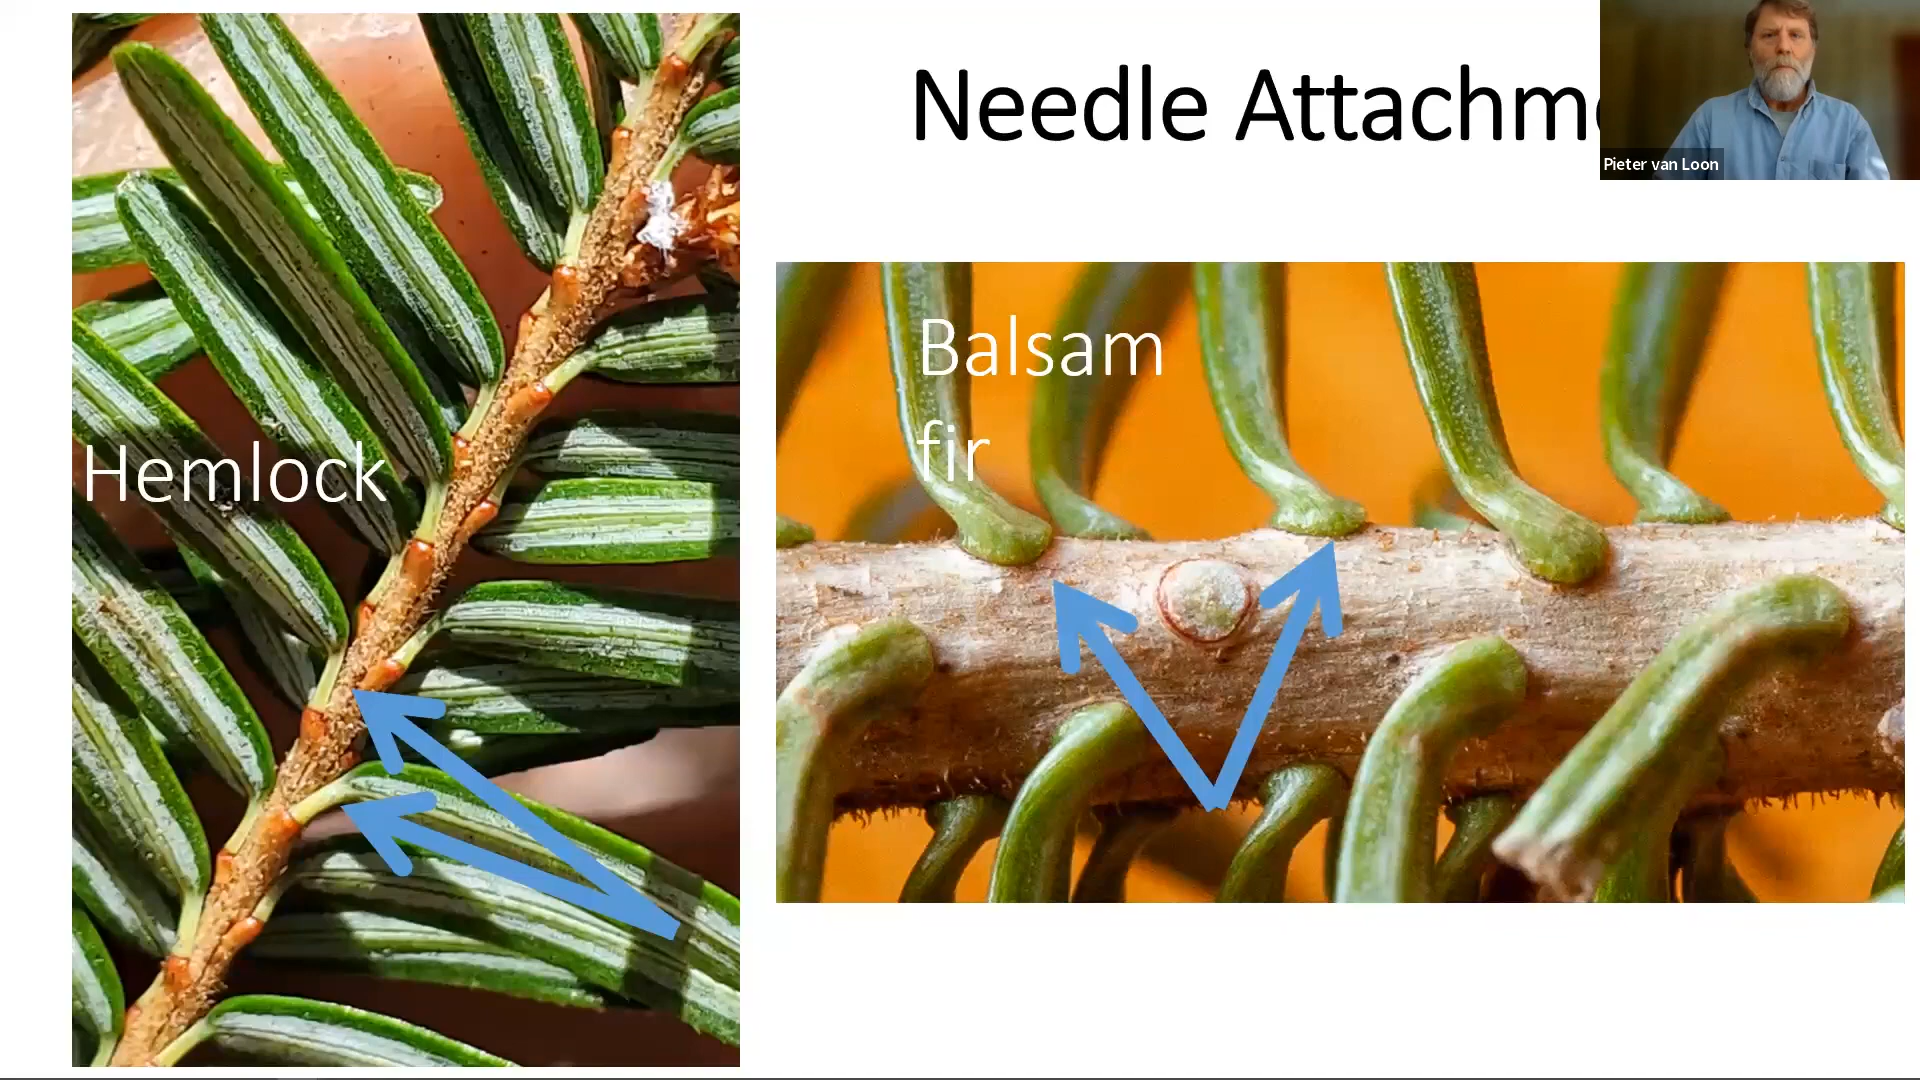 Needle Attachm
Pieter van Loon
Balsam
fir
Hemlock